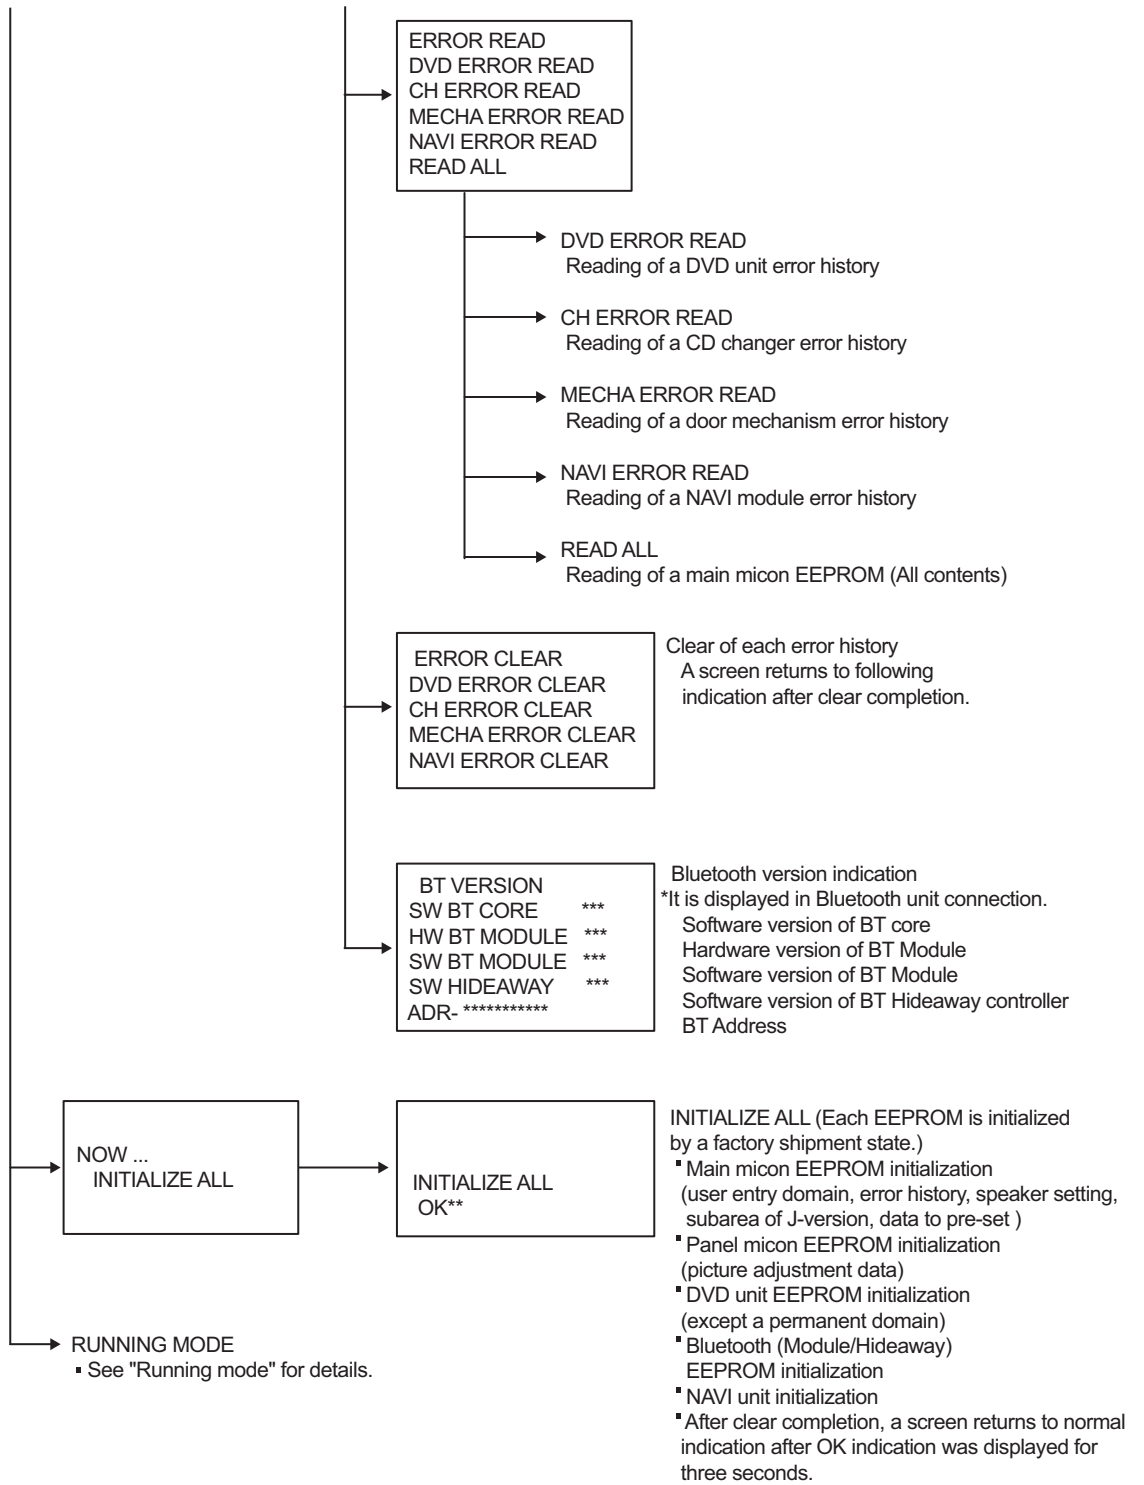 ERROR READ
DVD ERROR READ
CH ERROR READ
MECHA ERROR READ
NAVI ERROR READ
READ ALL
DVD ERROR READ
Reading of a DVD unit error history
CH ERROR READ
Reading of a CD changer error history
MECHA ERROR READ
Reading of a door mechanism error history
NAVI ERROR READ
Reading of a NAVI module error history
READ ALL
Reading of a main micon EEPROM (All contents)
ERROR CLEAR
DVD ERROR CLEAR
CH ERROR CLEAR
MECHA ERROR CLEAR
NAVI ERROR CLEAR
Clear of each error history
A screen returns to following
indication after clear completion.
BT VERSION
SW BT CORE ***
HW BT MODULE ***
SW BT MODULE ***
SW HIDEAWAY ***
ADR- ***********
Bluetooth version indication
*It is displayed in Bluetooth unit connection.
Software version of BT core
Hardware version of BT Module
Software version of BT Module
Software version of BT Hideaway controller
BT Address
NOW ...
INITIALIZE ALL
INITIALIZE ALL
OK**
INITIALIZE ALL (Each EEPROM is initialized
by a factory shipment state.)
▪ Main micon EEPROM initialization
(user entry domain, error history, speaker setting,
subarea of J-version, data to pre-set )
▪ Panel micon EEPROM initialization
(picture adjustment data)
▪ DVD unit EEPROM initialization
(except a permanent domain)
▪ Bluetooth (Module/Hideaway)
EEPROM initialization
▪ NAVI unit initialization
▪ After clear completion, a screen returns to normal
indication after OK indication was displayed for
three seconds.
RUNNING MODE
▪ See "Running mode" for details.